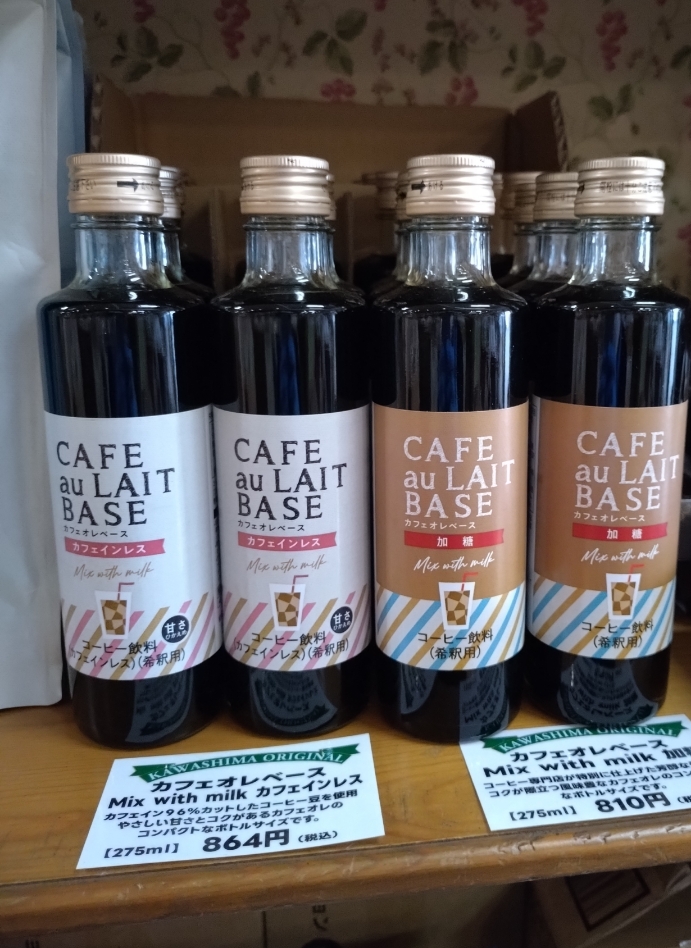 CAFE
au LAIT
BASE
カフェオレベース
カフェインレス
Mix with milk
甘さ
ひかえめ
コーヒー飲料
(カフェインレス)(希釈用)
CAFE
au LAIT
BASE
カフェオレベース
カフェインレス
Mix with milk
甘さ
ひかえめ
コーヒー飲料
(カフェインレス)(希釈用)
CAFE
au LAIT
BASE
カフェオレベース
加糖
Mix with milk
コーヒー飲料
(希釈用)
CAFE
au LAIT
BASE
カフェオレベース
加糖
Mix with milk
コーヒー飲料
(希釈用)
KAWASHIMA ORIGINAL
カフェオレベース
Mix with milk カフェインレス
カフェイン96%カットしたコーヒー豆を使用
やさしい甘さとコクがあるカフェオレの
コンパクトなボトルサイズです。
[275ml] 864円 (税込)
KAWASHIMA ORIGINAL
カフェオレベース
Mix with milk 加糖
コーヒー専門店が特別に仕上げた芳醇な
コクが際立つ風味豊かなカフェオレのコン
なボトルサイズです。
[275ml] 810円